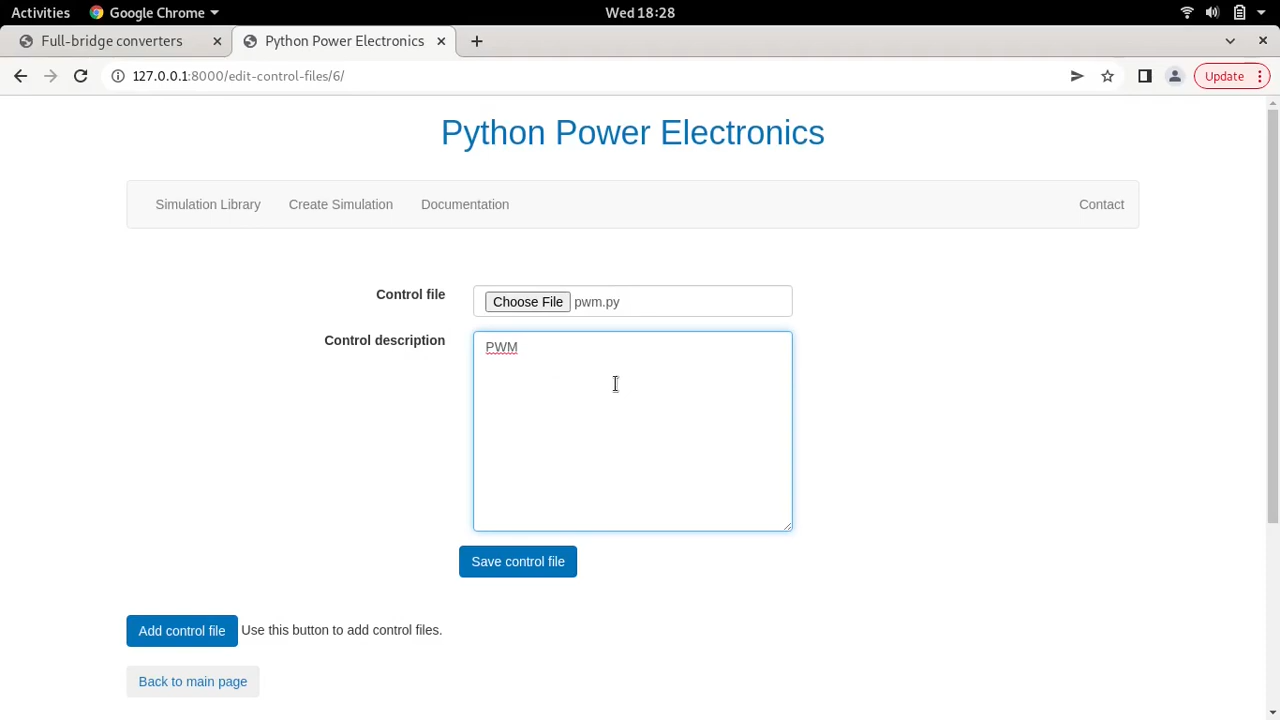 Activities Google Chrome Wed 18:28
Full-bridge converters Python Power Electronics
127.0.0.1:8000/edit-control-files/6/ Update
Python Power Electronics
Simulation Library Create Simulation Documentation Contact
Control file Choose File pwm.py
Control description PWM
Save control file
Add control file Use this button to add control files.
Back to main page